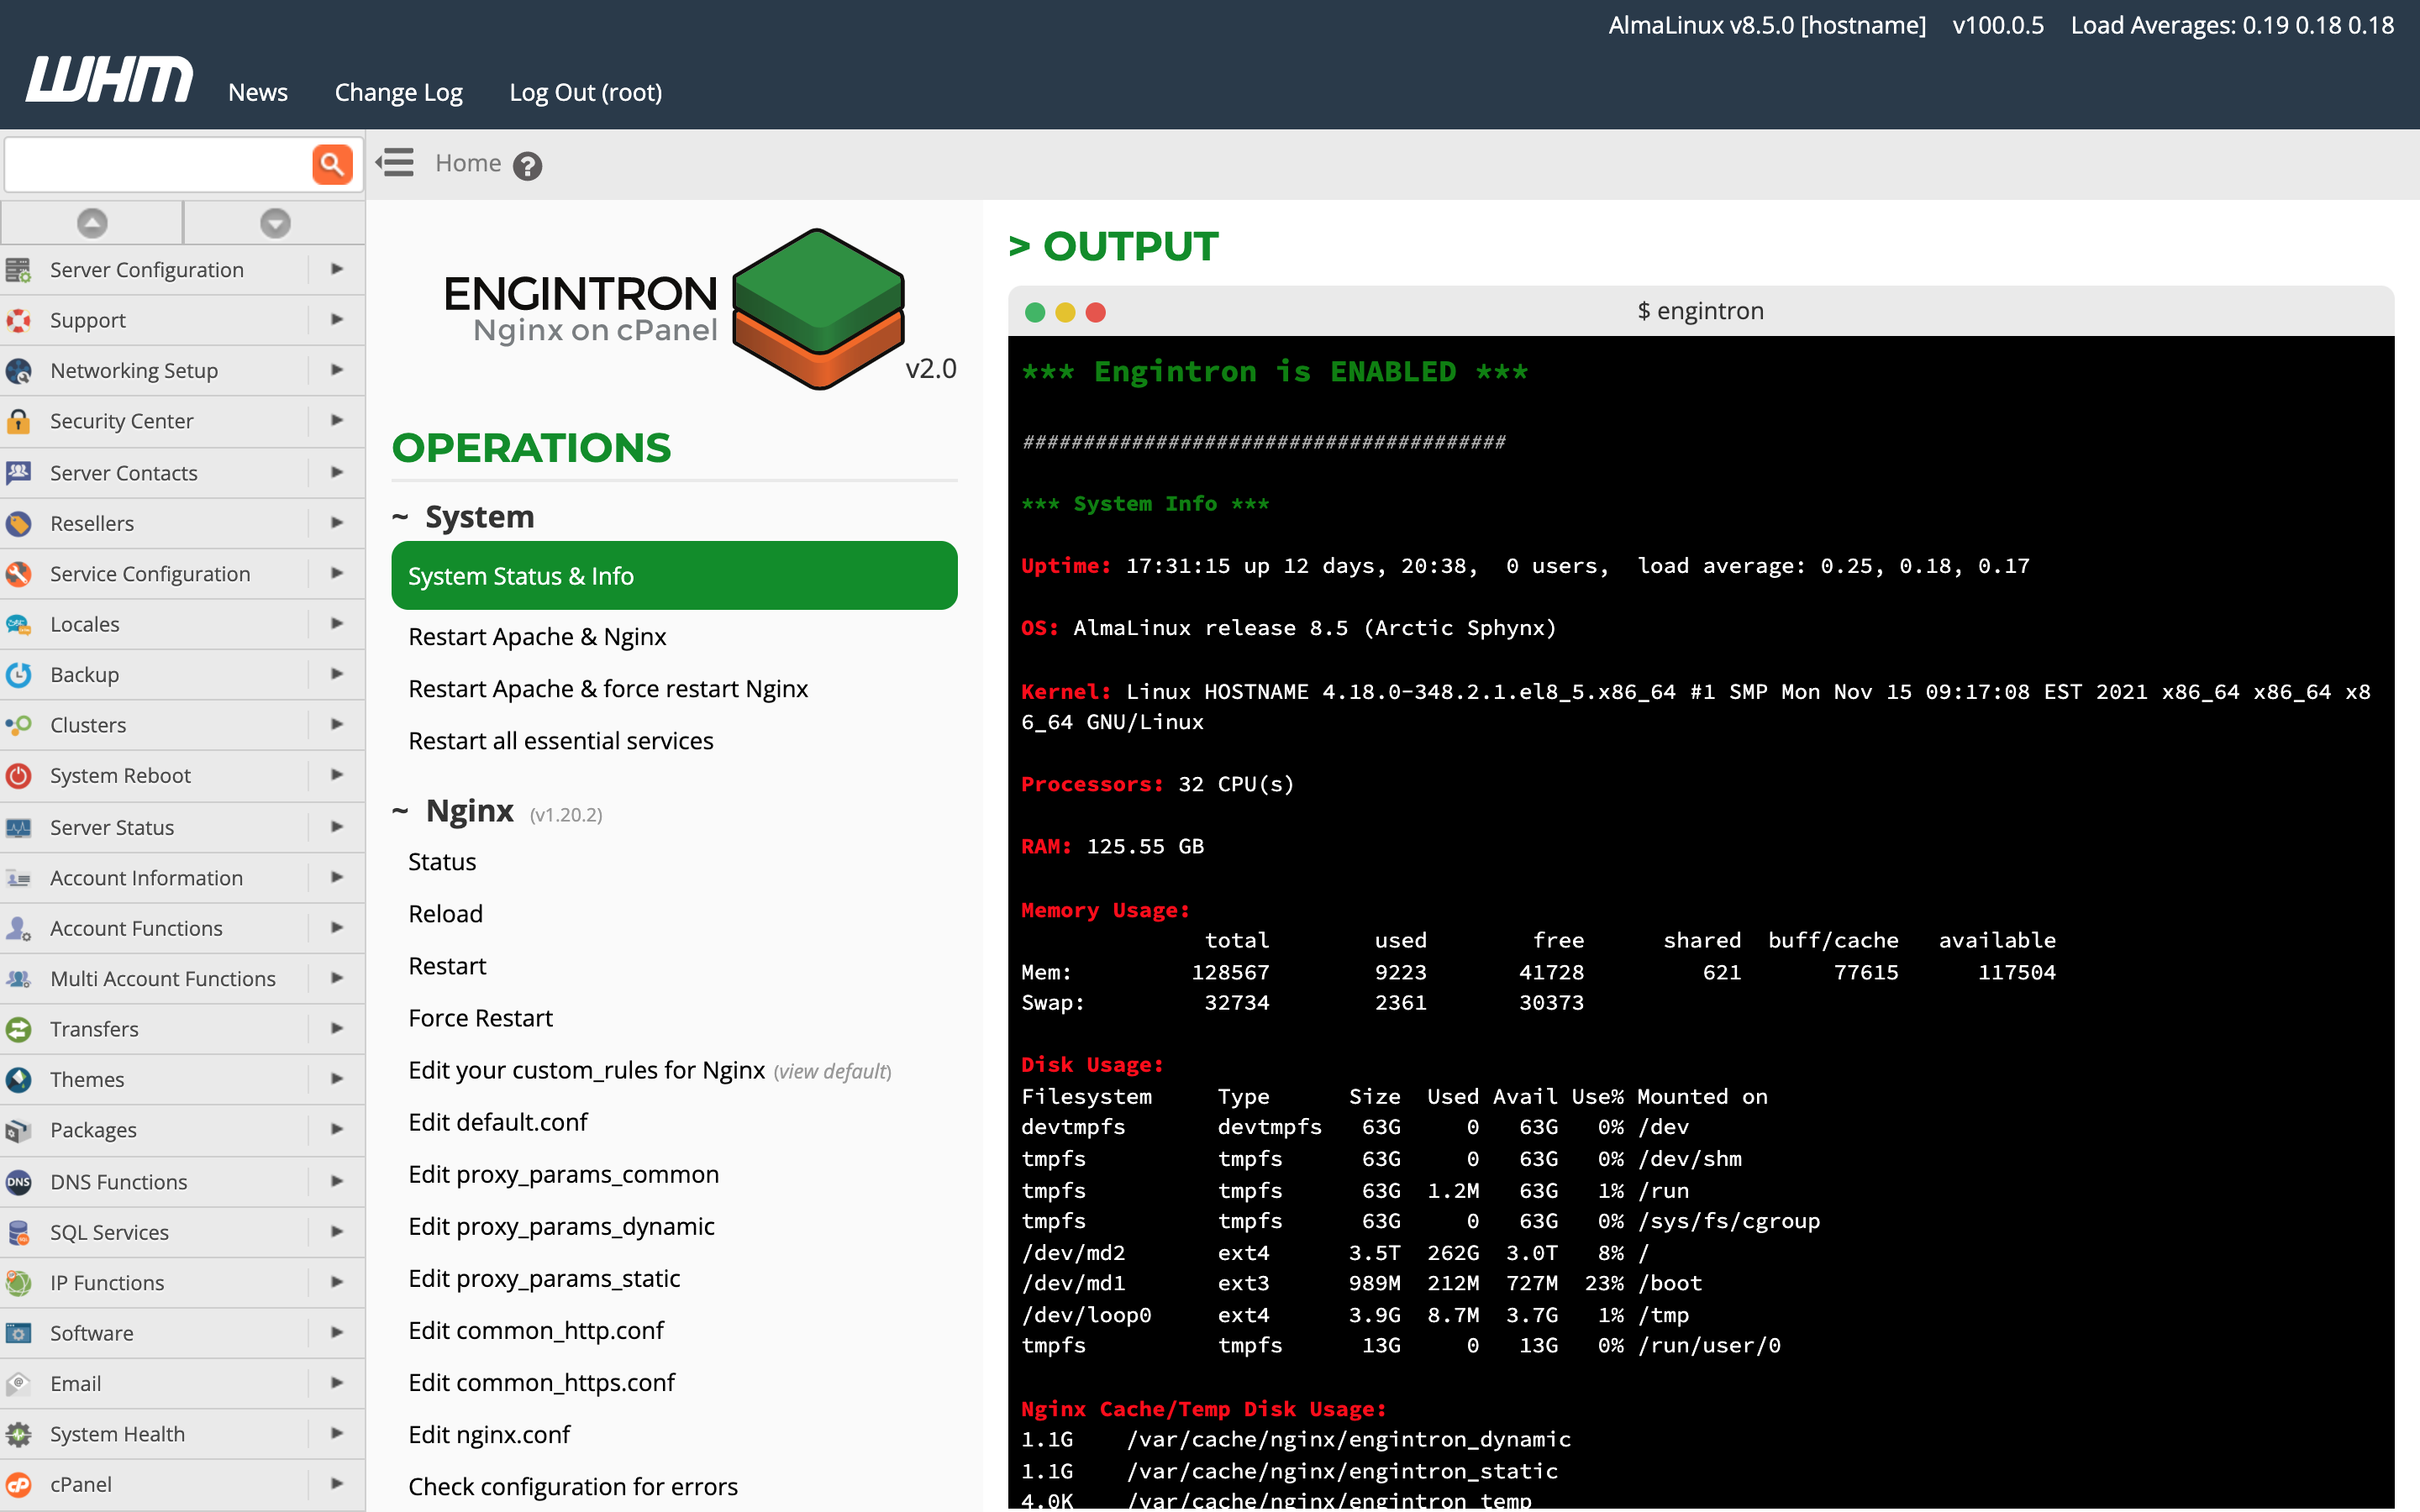 AlmaLinux v8.5.0 [hostname] v100.0.5 Load Averages: 0.19 0.18 0.18
WHM
News Change Log Log Out (root)
Home ?
Server Configuration
Support
Networking Setup
Security Center
Server Contacts
Resellers
Service Configuration
Locales
Backup
Clusters
System Reboot
Server Status
Account Information
Account Functions
Multi Account Functions
Transfers
Themes
Packages
DNS Functions
SQL Services
IP Functions
Software
Email
System Health
cPanel
ENGINTRON
Nginx on cPanel
v2.0
OPERATIONS
~ System
System Status & Info
Restart Apache & Nginx
Restart Apache & force restart Nginx
Restart all essential services
~ Nginx (v1.20.2)
Status
Reload
Restart
Force Restart
Edit your custom_rules for Nginx (view default)
Edit default.conf
Edit proxy_params_common
Edit proxy_params_dynamic
Edit proxy_params_static
Edit common_http.conf
Edit common_https.conf
Edit nginx.conf
Check configuration for errors
> OUTPUT
$ engintron
*** Engintron is ENABLED ***
########################################
*** System Info ***
Uptime: 17:31:15 up 12 days, 20:38,  0 users,  load average: 0.25, 0.18, 0.17
OS: AlmaLinux release 8.5 (Arctic Sphynx)
Kernel: Linux HOSTNAME 4.18.0-348.2.1.el8_5.x86_64 #1 SMP Mon Nov 15 09:17:08 EST 2021 x86_64 x86_64 x8
6_64 GNU/Linux
Processors: 32 CPU(s)
RAM: 125.55 GB
Memory Usage:
total used free shared buff/cache available
Mem: 128567 9223 41728 621 77615 117504
Swap: 32734 2361 30373
Disk Usage:
Filesystem Type Size Used Avail Use% Mounted on
devtmpfs devtmpfs 63G 0 63G 0% /dev
tmpfs tmpfs 63G 0 63G 0% /dev/shm
tmpfs tmpfs 63G 1.2M 63G 1% /run
tmpfs tmpfs 63G 0 63G 0% /sys/fs/cgroup
/dev/md2 ext4 3.5T 262G 3.0T 8% /
/dev/md1 ext3 989M 212M 727M 23% /boot
/dev/loop0 ext4 3.9G 8.7M 3.7G 1% /tmp
tmpfs tmpfs 13G 0 13G 0% /run/user/0
Nginx Cache/Temp Disk Usage:
1.1G /var/cache/nginx/engintron_dynamic
1.1G /var/cache/nginx/engintron_static
4.0K /var/cache/nginx/engintron_temp